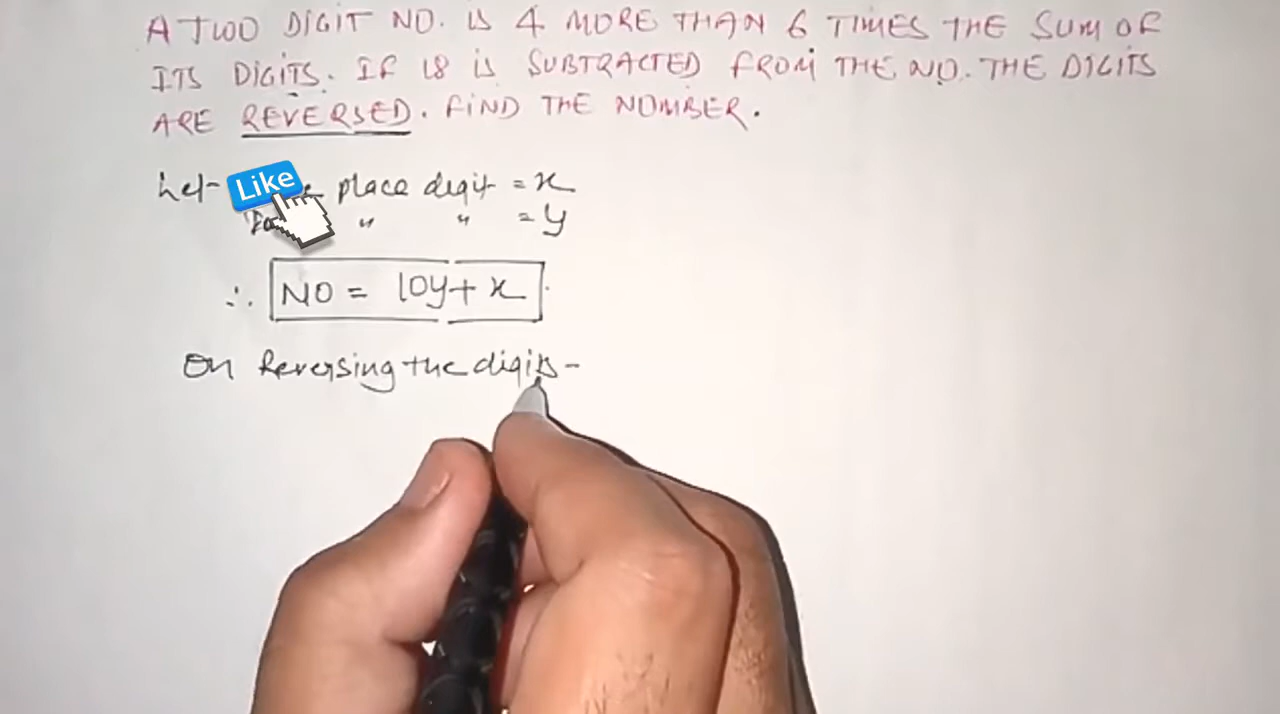 A TWO DIGIT NO. IS 4 MORE THAN 6 TIMES THE SUM OF
ITS DIGITS. IF 18 IS SUBTRACTED FROM THE NO. THE DIGITS
ARE REVERSED. FIND THE NUMBER.
Let Like place digit = x
" " = y
∴ NO = 10y + x
On Reversing the digits -